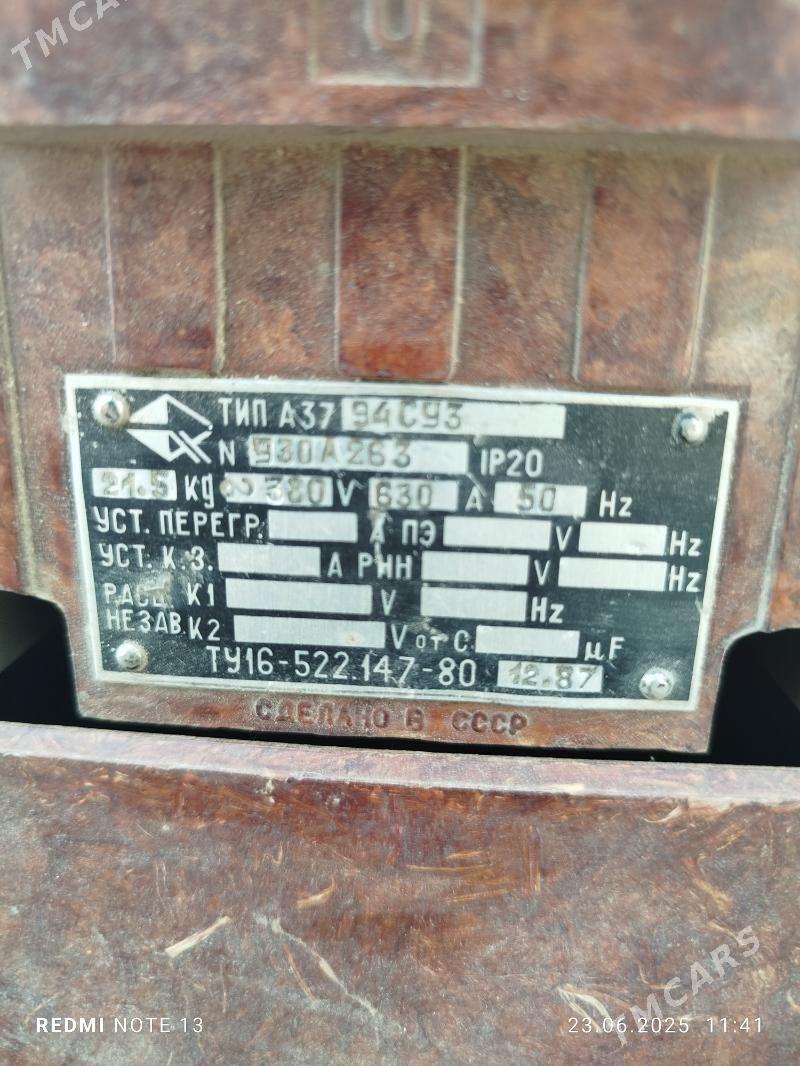 TMCARS
ТИП А37 94СУ3
N 930А263 IP20
21.5 Kg ∾ 380 V 630 A 50 Hz
УСТ. ПЕРЕГР. А ПЭ V Hz
УСТ. К.З. А РМН V Hz
РАСЦ. К1 V Hz
НЕЗАВ. К2 V от С μF
ТУ16-522.147-80 12.87
СДЕЛАНО В СССР
TMCARS
REDMI NOTE 13 23.06.2025 11:41